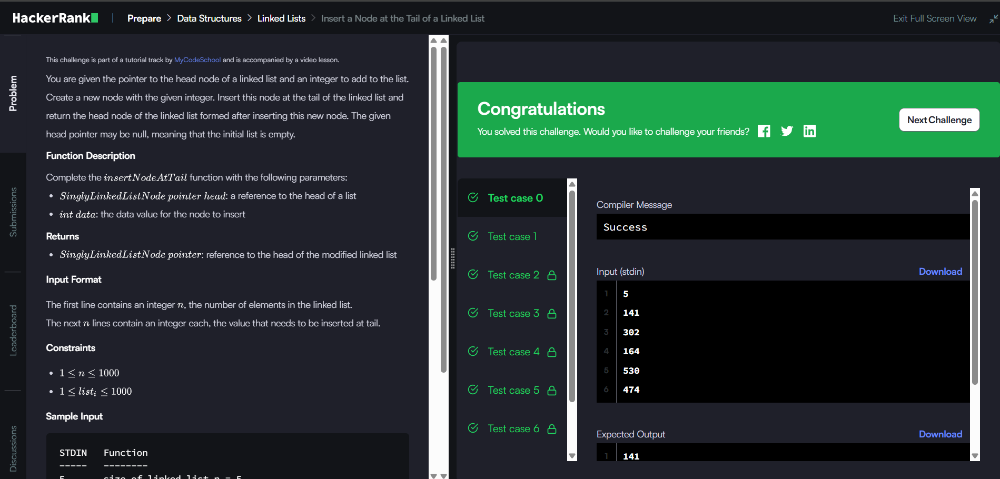 HackerRank
Prepare > Data Structures > Linked Lists > Insert a Node at the Tail of a Linked List
Exit Full Screen View
Problem
Submissions
Leaderboard
Discussions
This challenge is part of a tutorial track by MyCodeSchool and is accompanied by a video lesson.
You are given the pointer to the head node of a linked list and an integer to add to the list.
Create a new node with the given integer. Insert this node at the tail of the linked list and
return the head node of the linked list formed after inserting this new node. The given
head pointer may be null, meaning that the initial list is empty.
Function Description
Complete the insertNodeAtTail function with the following parameters:
• SinglyLinkedListNode pointer head: a reference to the head of a list
• int data: the data value for the node to insert
Returns
• SinglyLinkedListNode pointer: reference to the head of the modified linked list
Input Format
The first line contains an integer n, the number of elements in the linked list.
The next n lines contain an integer each, the value that needs to be inserted at tail.
Constraints
• 1 ≤ n ≤ 1000
• 1 ≤ listᵢ ≤ 1000
Sample Input
STDIN Function
----- --------
5 size of linked list n = 5
Congratulations
You solved this challenge. Would you like to challenge your friends?
Next Challenge
Test case 0
Test case 1
Test case 2
Test case 3
Test case 4
Test case 5
Test case 6
Compiler Message
Success
Input (stdin)
Download
1 5
2 141
3 302
4 164
5 530
6 474
Expected Output
Download
1 141